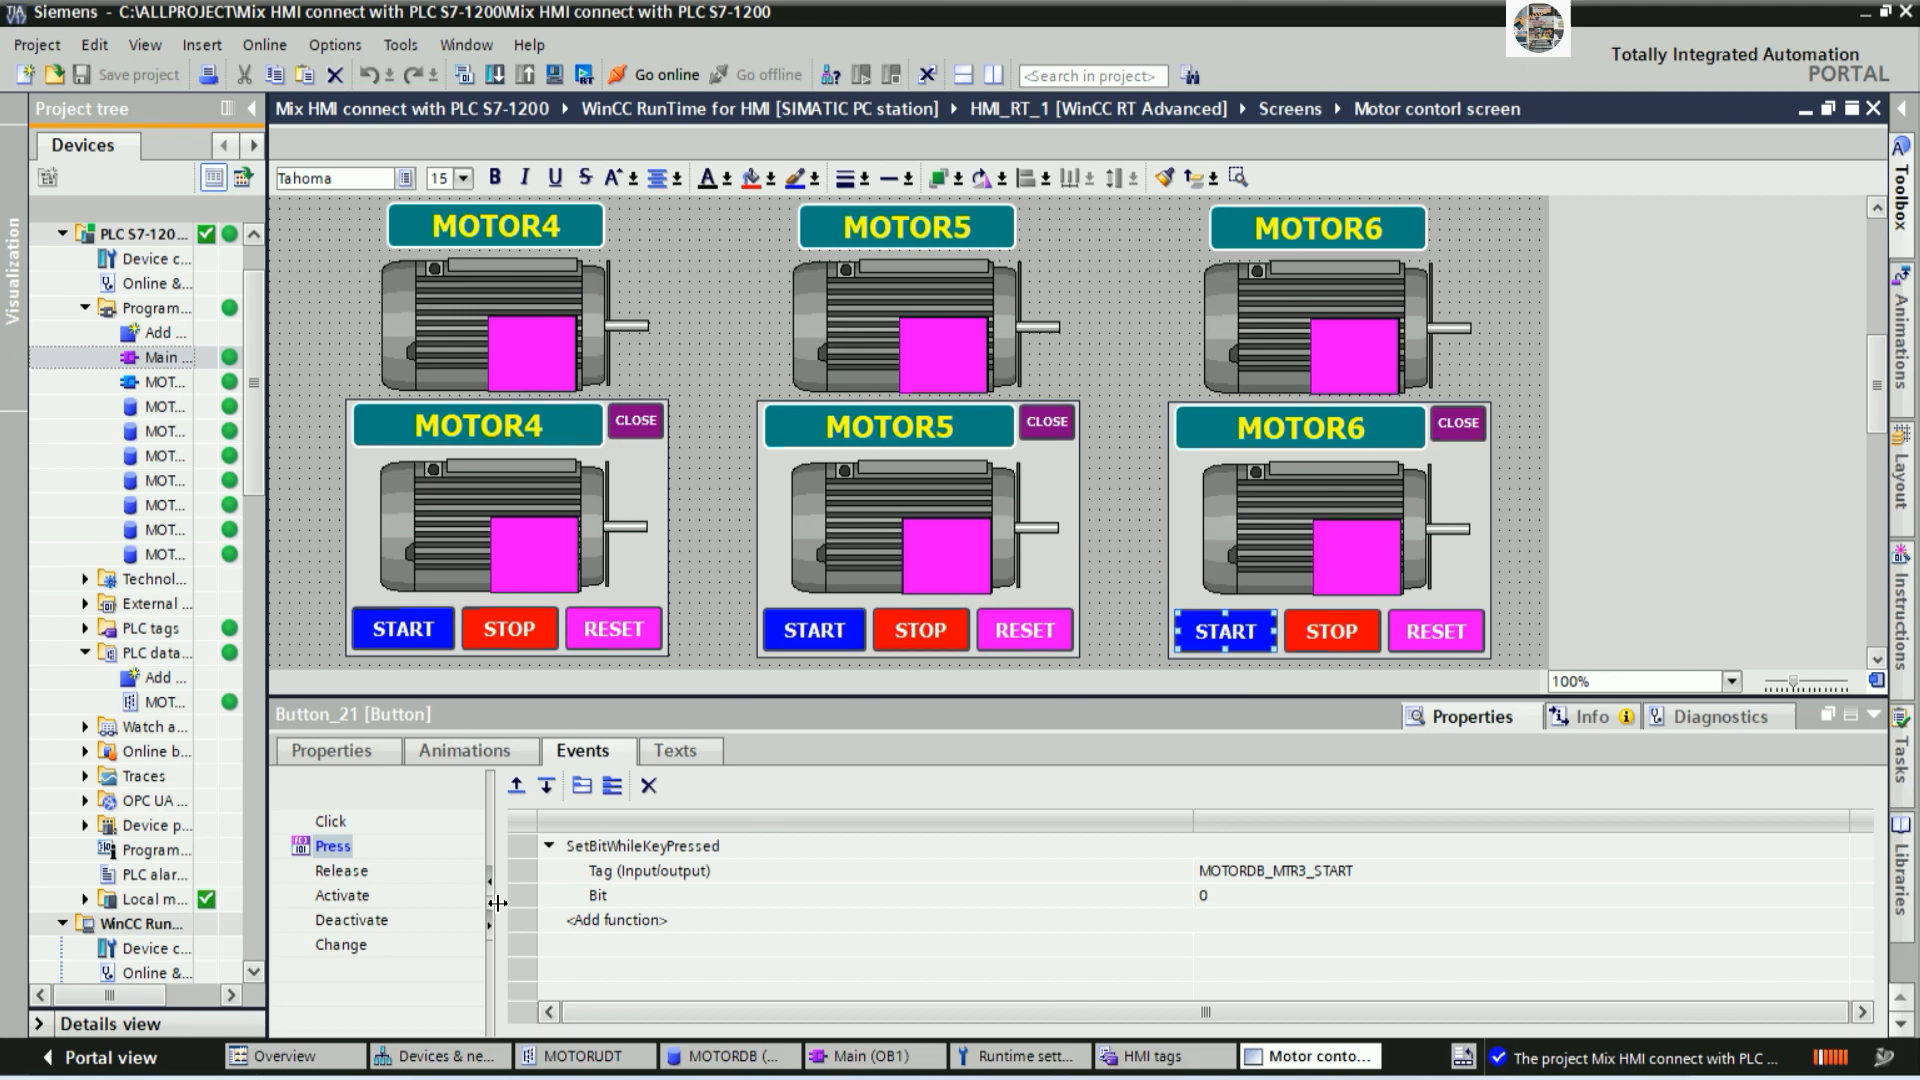 Siemens - C:\ALLPROJECT\Mix HMI connect with PLC S7-1200\Mix HMI connect with PLC S7-1200
Project Edit View Insert Online Options Tools Window Help
Totally Integrated Automation
PORTAL
Save project
Go online Go offline
<Search in project>
Project tree
Mix HMI connect with PLC S7-1200 WinCC RunTime for HMI [SIMATIC PC station] HMI_RT_1 [WinCC RT Advanced] Screens Motor contorl screen
Devices
Tahoma 15 B I U S
Visualization
PLC S7-120...
Device c...
Online &...
Program...
Add ...
Main ...
MOT...
MOT...
MOT...
MOT...
MOT...
MOT...
MOT...
MOT...
Technol...
External ...
PLC tags
PLC data...
Add ...
MOT...
Watch a...
Online b...
Traces
OPC UA ...
Device p...
Program...
PLC alar...
Local m...
WinCC Run...
Device c...
Online &...
Details view
MOTOR4 MOTOR5 MOTOR6
MOTOR4 CLOSE MOTOR5 CLOSE MOTOR6 CLOSE
START STOP RESET START STOP RESET START STOP RESET
100%
Toolbox
Animations
Layout
Instructions
Tasks
Libraries
Button_21 [Button]
Properties Info Diagnostics
Properties Animations Events Texts
Click
Press
Release
Activate
Deactivate
Change
SetBitWhileKeyPressed
Tag (Input/output) MOTORDB_MTR3_START
Bit 0
<Add function>
Portal view Overview Devices & ne... MOTORUDT MOTORDB (... Main (OB1) Runtime sett... HMI tags Motor conto... The project Mix HMI connect with PLC ...